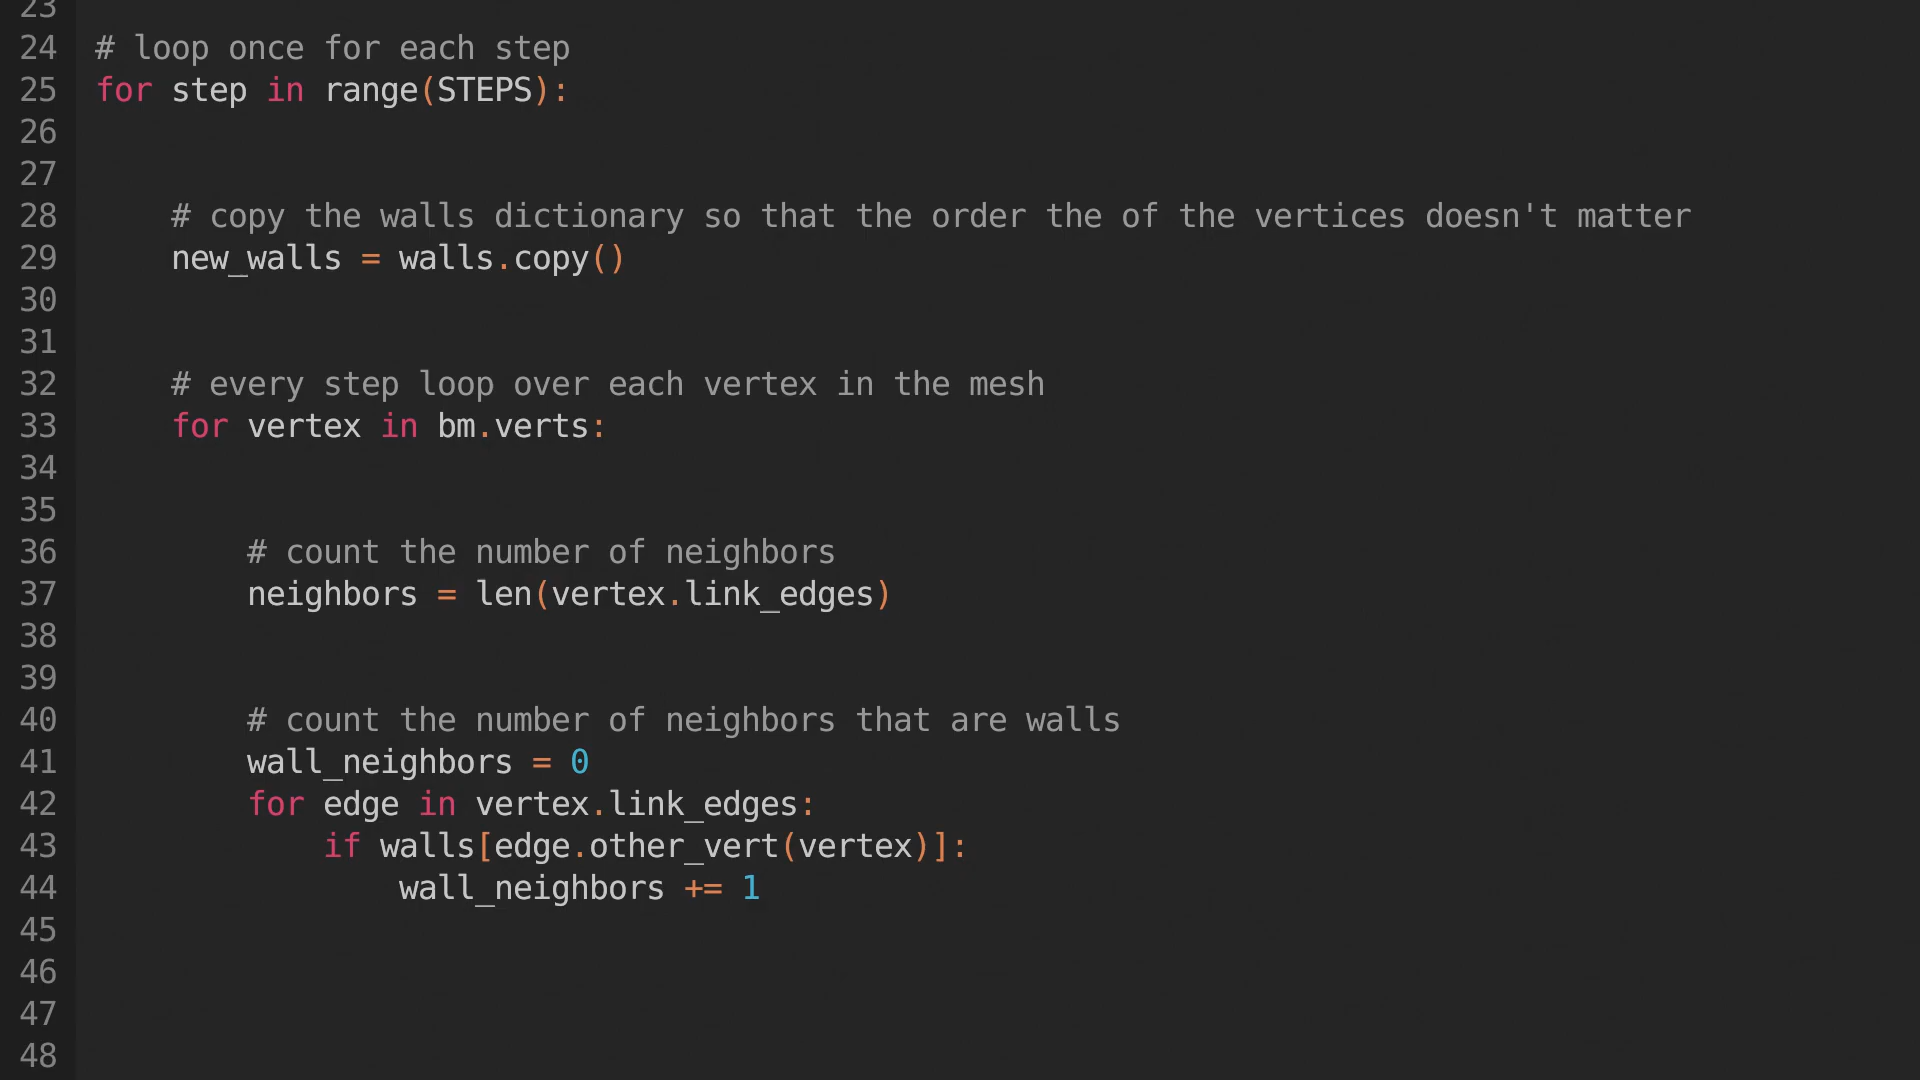 23
24 # loop once for each step
25 for step in range(STEPS):
26
27
28 # copy the walls dictionary so that the order the of the vertices doesn't matter
29 new_walls = walls.copy()
30
31
32 # every step loop over each vertex in the mesh
33 for vertex in bm.verts:
34
35
36 # count the number of neighbors
37 neighbors = len(vertex.link_edges)
38
39
40 # count the number of neighbors that are walls
41 wall_neighbors = 0
42 for edge in vertex.link_edges:
43 if walls[edge.other_vert(vertex)]:
44 wall_neighbors += 1
45
46
47
48